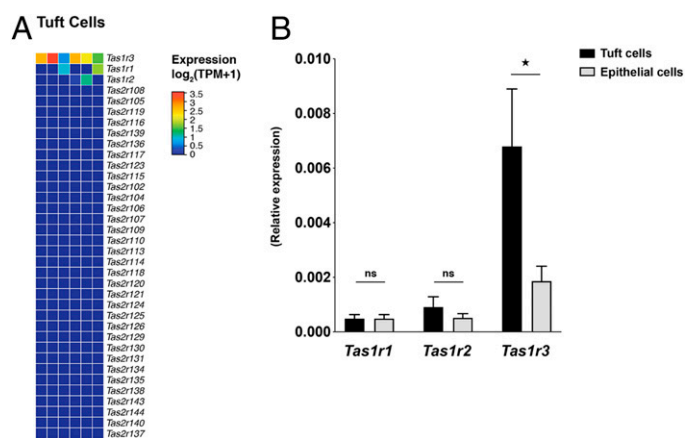 A Tuft Cells
Tas1r3
Tas1r1
Tas1r2
Tas2r108
Tas2r105
Tas2r119
Tas2r116
Tas2r139
Tas2r136
Tas2r117
Tas2r123
Tas2r115
Tas2r102
Tas2r104
Tas2r106
Tas2r107
Tas2r109
Tas2r110
Tas2r113
Tas2r114
Tas2r118
Tas2r120
Tas2r121
Tas2r124
Tas2r125
Tas2r126
Tas2r129
Tas2r130
Tas2r131
Tas2r134
Tas2r135
Tas2r138
Tas2r143
Tas2r144
Tas2r140
Tas2r137
Expression
log2(TPM+1)
3.5
3
2.5
2
1.5
1
0.5
0
B
(Relative expression)
0.010
0.008
0.006
0.004
0.002
0.000
ns
ns
★
Tuft cells
Epithelial cells
Tas1r1 Tas1r2 Tas1r3